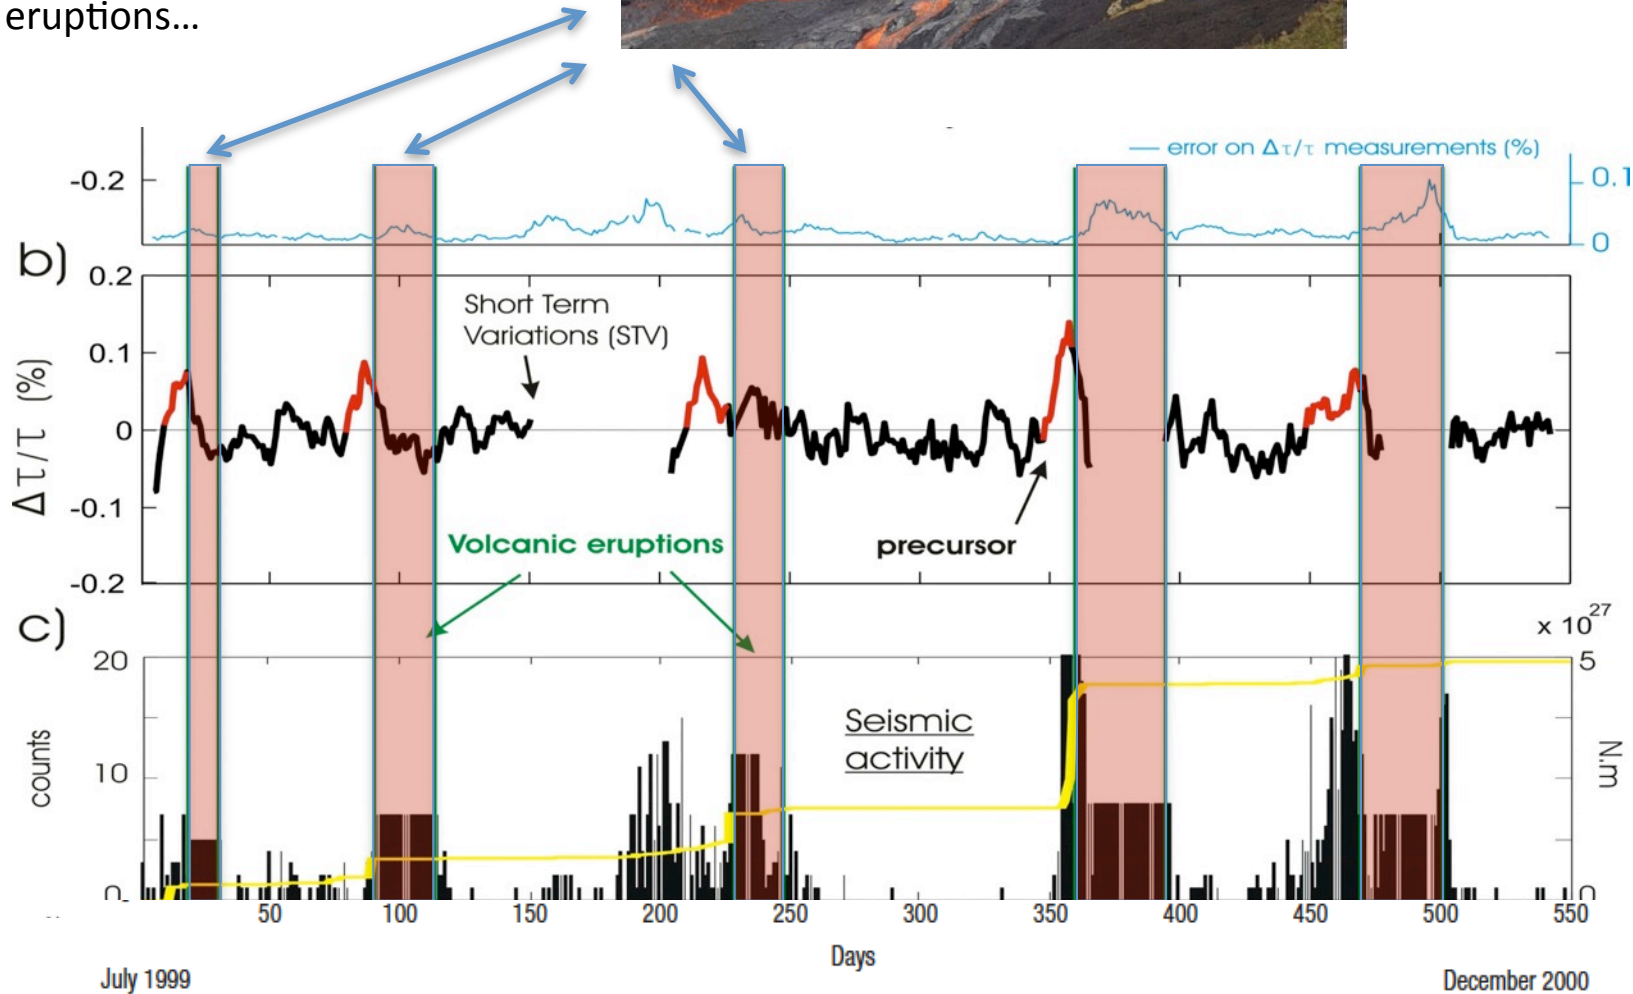 eruptions...
error on Δτ/τ measurements (%)
-0.2
0.1
0
b)
0.2
0.1
0
-0.1
-0.2
Δτ/τ (%)
Short Term
Variations (STV)
Volcanic eruptions
precursor
c)
x 10^27
20
10
0
counts
5
0
N.m
Seismic
activity
50 100 150 200 250 300 350 400 450 500 550
Days
July 1999
December 2000